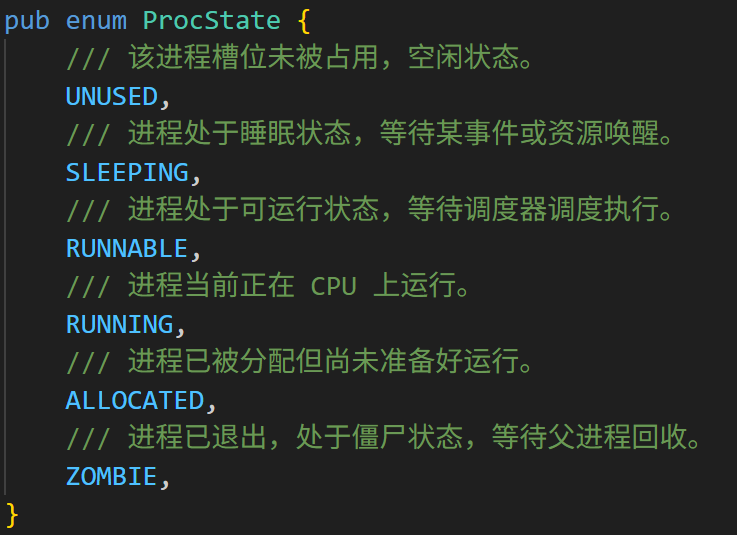 pub enum ProcState {
    /// 该进程槽位未被占用，空闲状态。
    UNUSED,
    /// 进程处于睡眠状态，等待某事件或资源唤醒。
    SLEEPING,
    /// 进程处于可运行状态，等待调度器调度执行。
    RUNNABLE,
    /// 进程当前正在 CPU 上运行。
    RUNNING,
    /// 进程已被分配但尚未准备好运行。
    ALLOCATED,
    /// 进程已退出，处于僵尸状态，等待父进程回收。
    ZOMBIE,
}